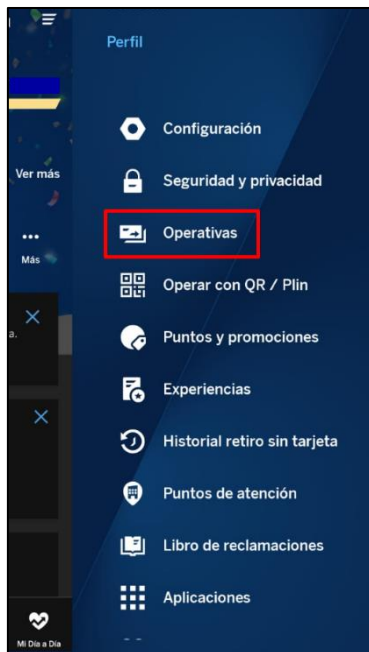 Perfil
Configuración
Ver más
Seguridad y privacidad
Operativas
Más
Operar con QR / Plin
a.
Puntos y promociones
Experiencias
Historial retiro sin tarjeta
Puntos de atención
Libro de reclamaciones
Aplicaciones
Mi Día a Día